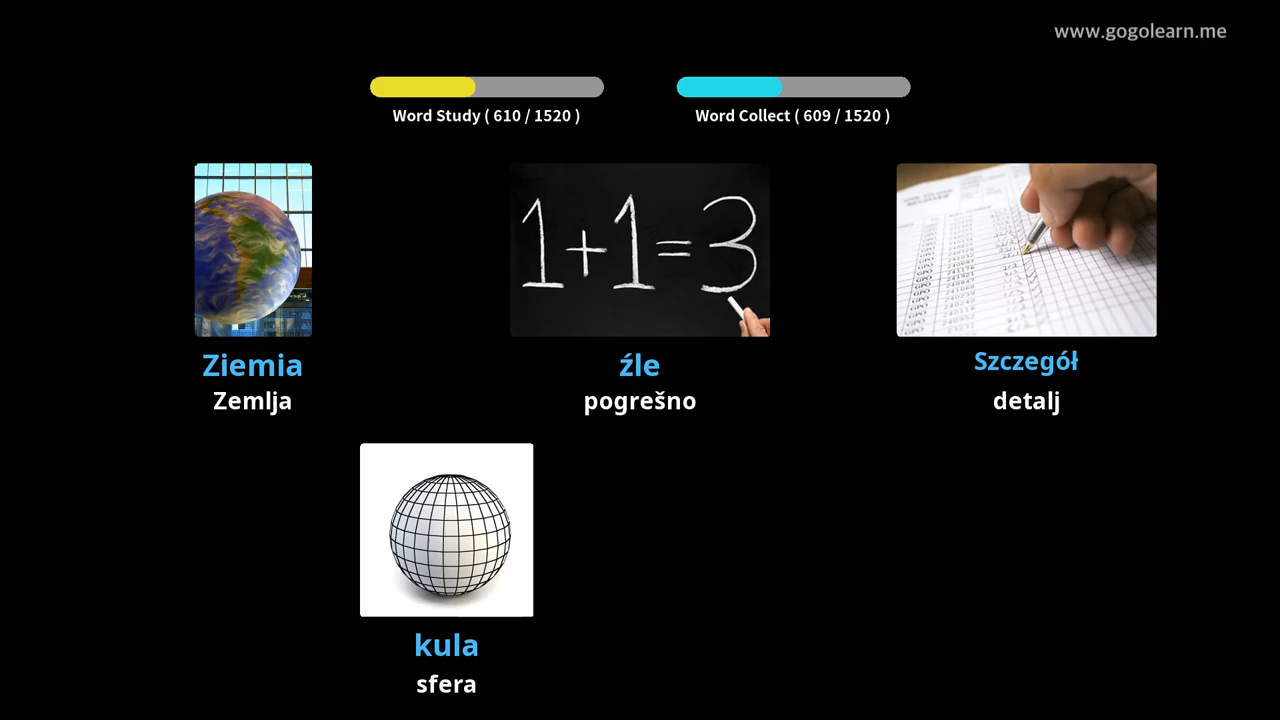 www.gogolearn.me
Word Study ( 610 / 1520 )
Word Collect ( 609 / 1520 )
1+1=3
Ziemia
Zemlja
źle
pogrešno
Szczegół
detalj
kula
sfera